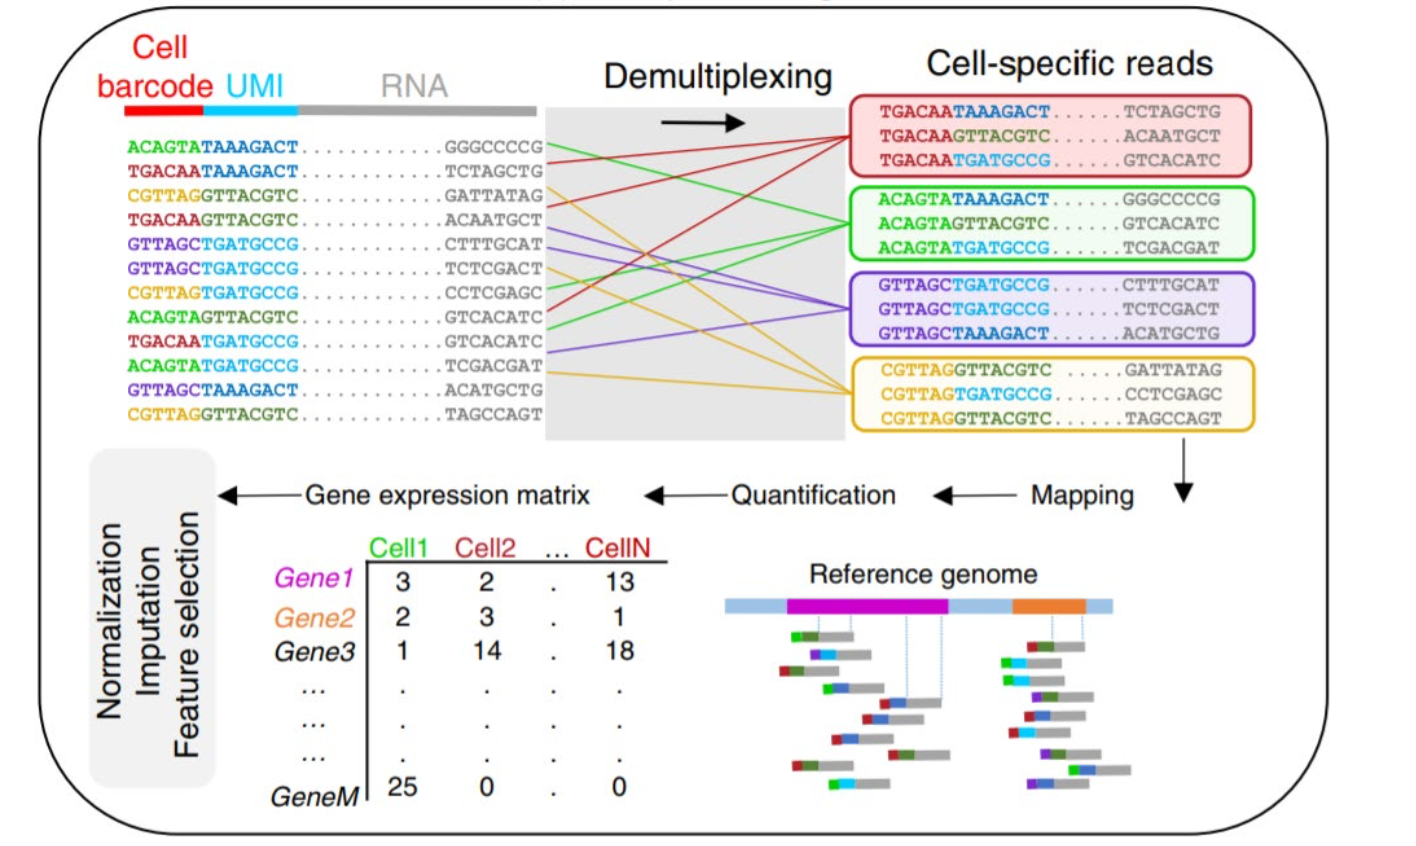 Cell
barcode UMI RNA
Demultiplexing
Cell-specific reads
ACAGTATAAAGACT............GGGCCCCG
TGACAATAAAGACT............TCTAGCTG
CGTTAGGTTACGTC............GATTATAG
TGACAAGTTACGTC............ACAATGCT
GTTAGCTGATGCCG............CTTTGCAT
GTTAGCTGATGCCG............TCTCGACT
CGTTAGTGATGCCG............CCTCGAGC
ACAGTAGTTACGTC............GTCACATC
TGACAATGATGCCG............GTCACATC
ACAGTATGATGCCG............TCGACGAT
GTTAGCTAAAGACT............ACATGCTG
CGTTAGGTTACGTC............TAGCCAGT
TGACAATAAAGACT......TCTAGCTG
TGACAAGTTACGTC......ACAATGCT
TGACAATGATGCCG......GTCACATC
ACAGTATAAAGACT......GGGCCCCG
ACAGTAGTTACGTC......GTCACATC
ACAGTATGATGCCG......TCGACGAT
GTTAGCTGATGCCG......CTTTGCAT
GTTAGCTGATGCCG......TCTCGACT
GTTAGCTAAAGACT......ACATGCTG
CGTTAGGTTACGTC .....GATTATAG
CGTTAGTGATGCCG......CCTCGAGC
CGTTAGGTTACGTC......TAGCCAGT
Mapping
Quantification
Gene expression matrix
Normalization
Imputation
Feature selection
Cell1 Cell2 ... CellN
Gene1 3 2 . 13
Gene2 2 3 . 1
Gene3 1 14 . 18
... . . . .
... . . . .
... . . . .
GeneM 25 0 . 0
Reference genome